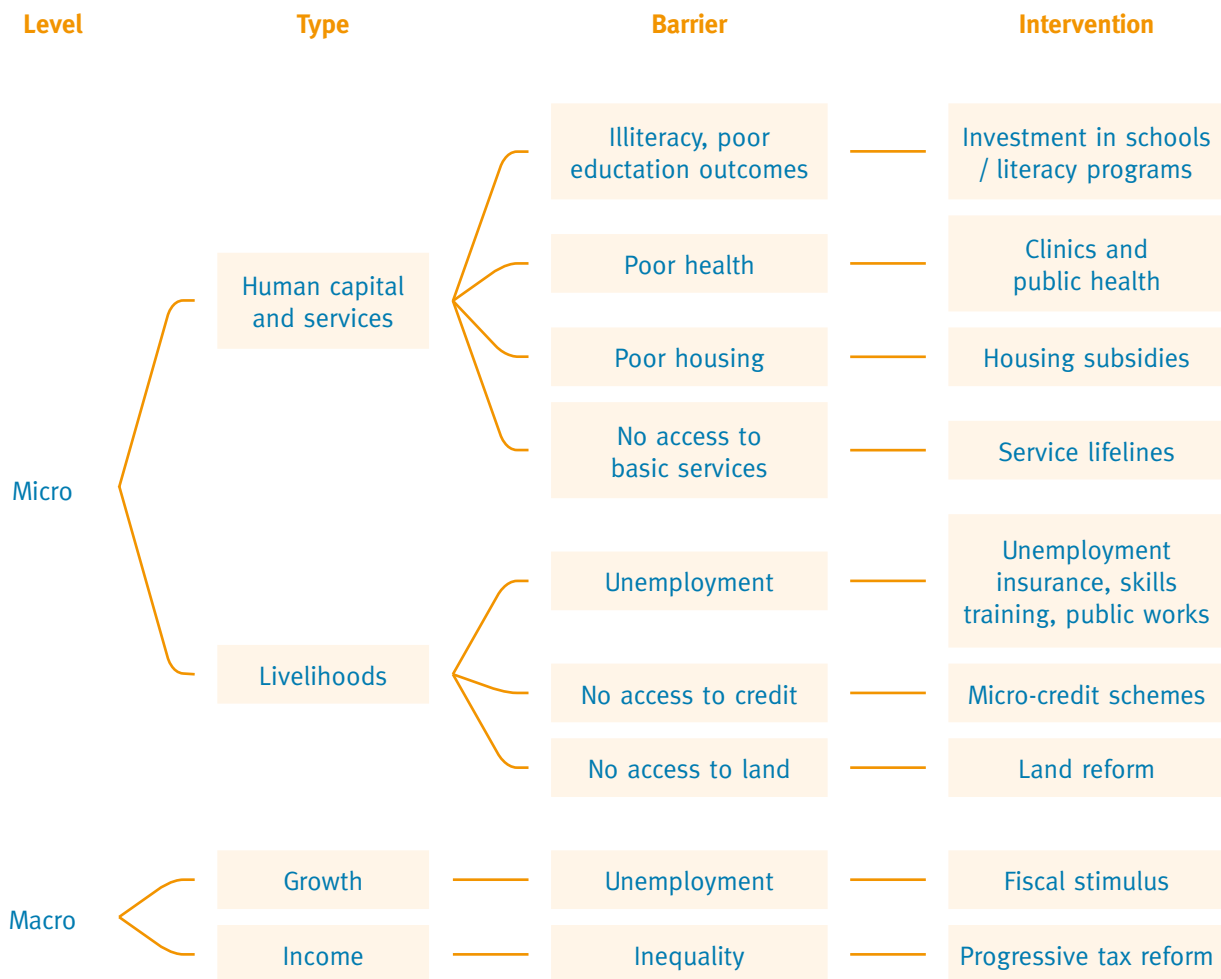 Level Type Barrier Intervention
Illiteracy, poor
eductation outcomes
Investment in schools
/ literacy programs
Human capital
and services
Poor health
Clinics and
public health
Poor housing
Housing subsidies
No access to
basic services
Service lifelines
Micro
Livelihoods
Unemployment
Unemployment
insurance, skills
training, public works
No access to credit
Micro-credit schemes
No access to land
Land reform
Macro
Growth
Unemployment
Fiscal stimulus
Income
Inequality
Progressive tax reform